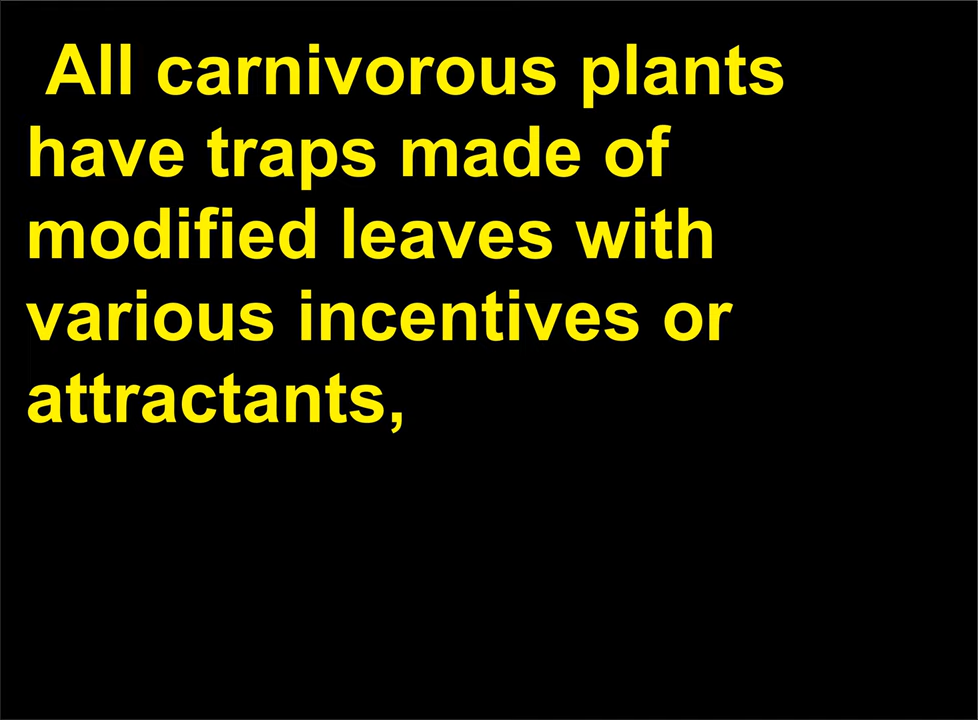 All carnivorous plants
have traps made of
modified leaves with
various incentives or
attractants,